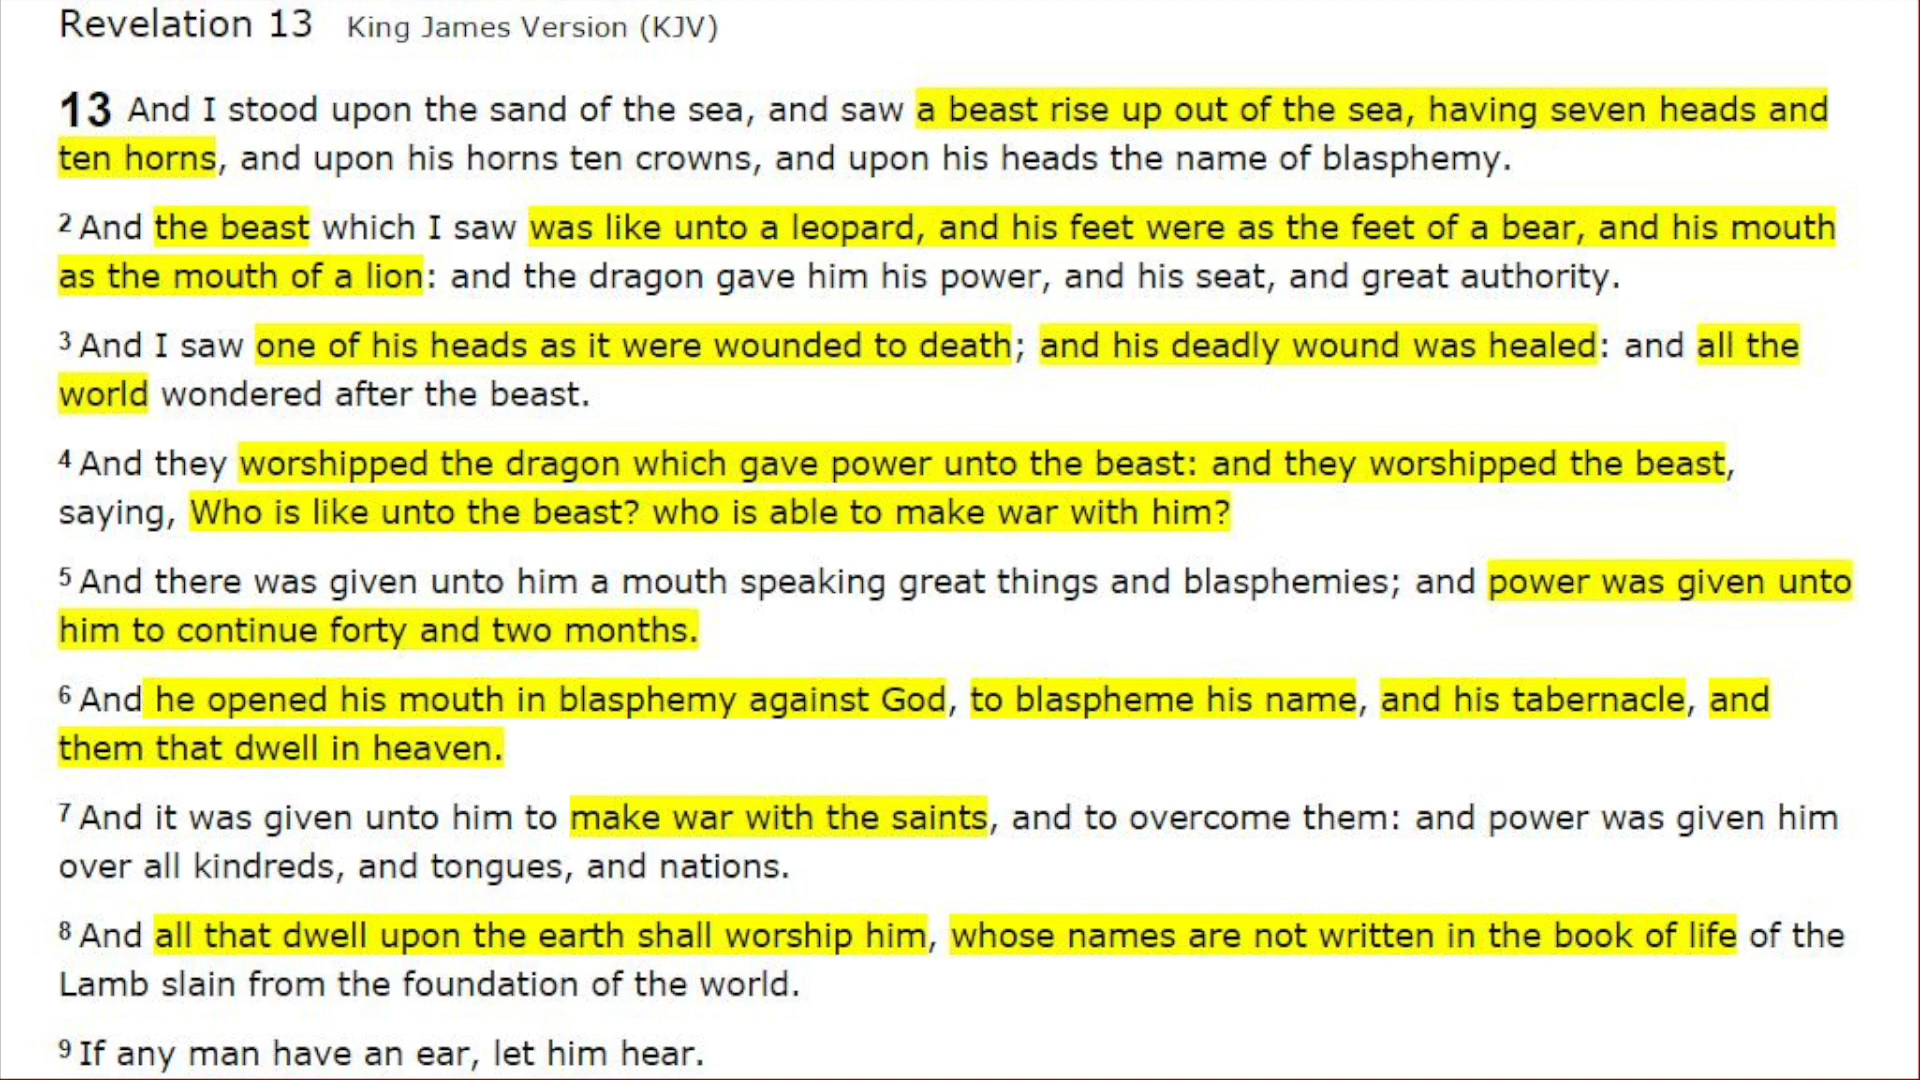 Revelation 13 King James Version (KJV)
13 And I stood upon the sand of the sea, and saw a beast rise up out of the sea, having seven heads and
ten horns, and upon his horns ten crowns, and upon his heads the name of blasphemy.
2 And the beast which I saw was like unto a leopard, and his feet were as the feet of a bear, and his mouth
as the mouth of a lion: and the dragon gave him his power, and his seat, and great authority.
3 And I saw one of his heads as it were wounded to death; and his deadly wound was healed: and all the
world wondered after the beast.
4 And they worshipped the dragon which gave power unto the beast: and they worshipped the beast,
saying, Who is like unto the beast? who is able to make war with him?
5 And there was given unto him a mouth speaking great things and blasphemies; and power was given unto
him to continue forty and two months.
6 And he opened his mouth in blasphemy against God, to blaspheme his name, and his tabernacle, and
them that dwell in heaven.
7 And it was given unto him to make war with the saints, and to overcome them: and power was given him
over all kindreds, and tongues, and nations.
8 And all that dwell upon the earth shall worship him, whose names are not written in the book of life of the
Lamb slain from the foundation of the world.
9 If any man have an ear, let him hear.